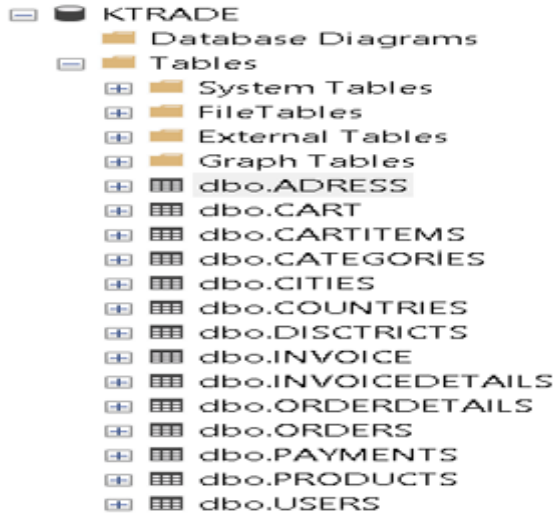 KTRADE
Database Diagrams
Tables
System Tables
FileTables
External Tables
Graph Tables
dbo.ADRESS
dbo.CART
dbo.CARTITEMS
dbo.CATEGORİES
dbo.CITIES
dbo.COUNTRIES
dbo.DISCTRICTS
dbo.INVOICE
dbo.INVOICEDETAILS
dbo.ORDERDETAILS
dbo.ORDERS
dbo.PAYMENTS
dbo.PRODUCTS
dbo.USERS